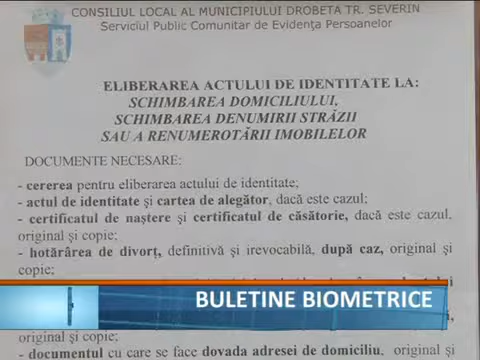 CONSILIUL LOCAL AL MUNICIPIULUI DROBETA TR. SEVERIN
Serviciul Public Comunitar de Evidența Persoanelor
ELIBERAREA ACTULUI DE IDENTITATE LA:
SCHIMBAREA DOMICILIULUI,
SCHIMBAREA DENUMIRII STRĂZII
SAU A RENUMEROTĂRII IMOBILELOR
DOCUMENTE NECESARE:
- cererea pentru eliberarea actului de identitate;
- actul de identitate și cartea de alegător, dacă este cazul;
- certificatul de naștere și certificatul de căsătorie, dacă este cazul,
original și copie;
- hotărârea de divorț, definitivă și irevocabilă, după caz, original și
copie;
BULETINE BIOMETRICE
original și copie;
- documentul cu care se face dovada adresei de domiciliu, original și